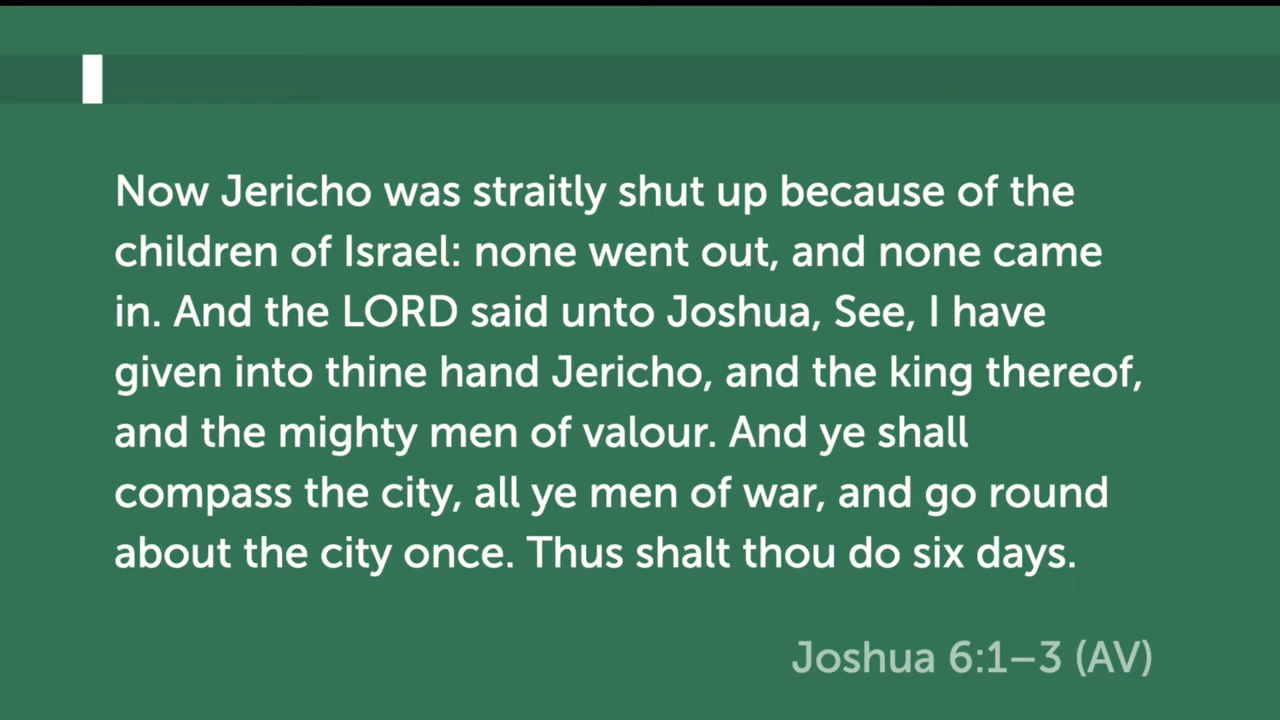 Now Jericho was straitly shut up because of the
children of Israel: none went out, and none came
in. And the LORD said unto Joshua, See, I have
given into thine hand Jericho, and the king thereof,
and the mighty men of valour. And ye shall
compass the city, all ye men of war, and go round
about the city once. Thus shalt thou do six days.
Joshua 6:1–3 (AV)